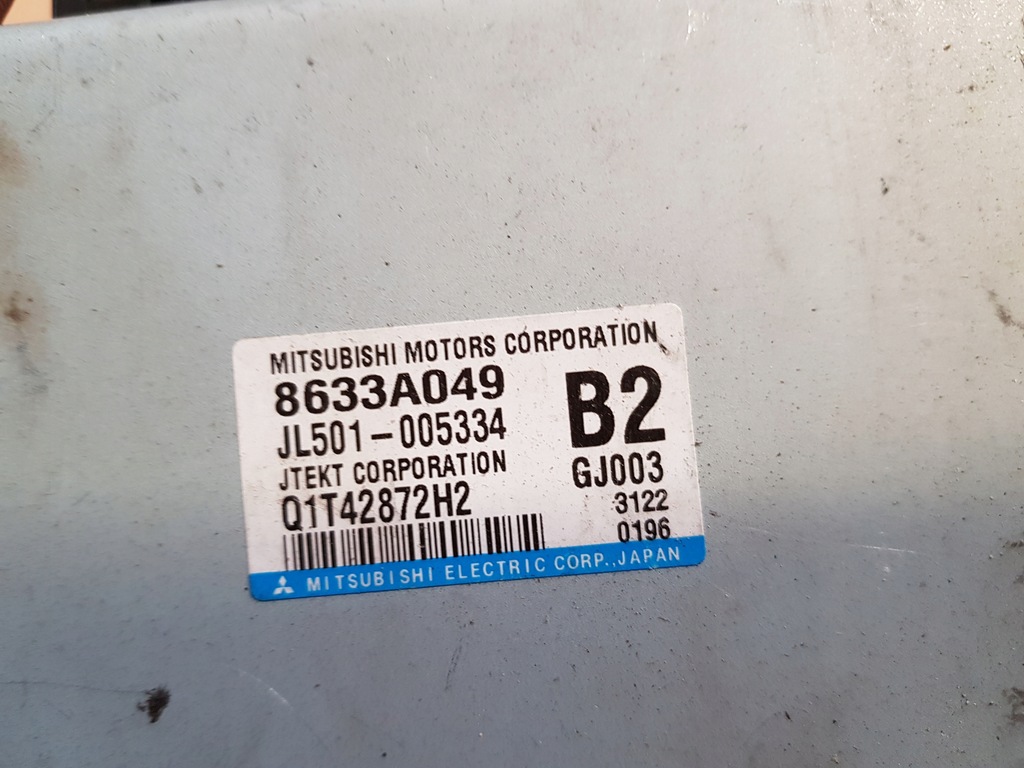 MITSUBISHI MOTORS CORPORATION
8633A049
B2
JL501-005334
JTEKT CORPORATION
GJ003
Q1T42872H2
3122
0196
MITSUBISHI ELECTRIC CORP., JAPAN